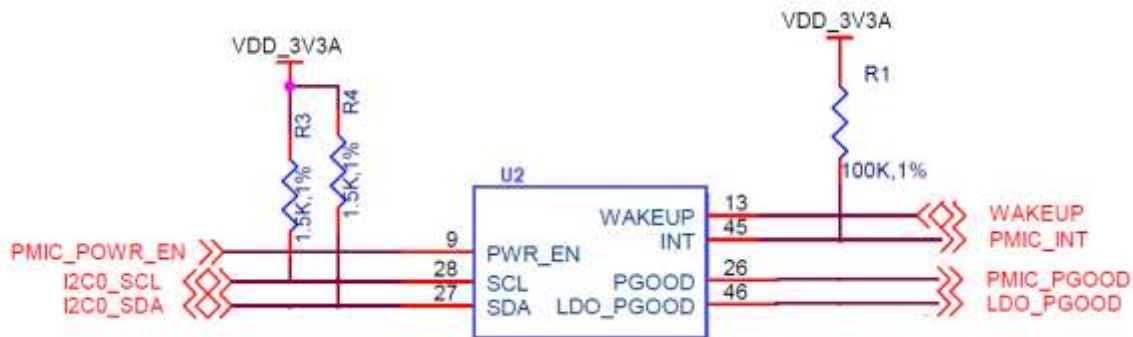 VDD_3V3A
VDD_3V3A
R1
R4
R3
1.5K,1%
1.5K,1%
100K,1%
U2
WAKEUP 13 WAKEUP
INT 45 PMIC_INT
PMIC_POWR_EN 9 PWR_EN
I2C0_SCL 28 SCL PGOOD 26 PMIC_PGOOD
I2C0_SDA 27 SDA LDO_PGOOD 46 LDO_PGOOD